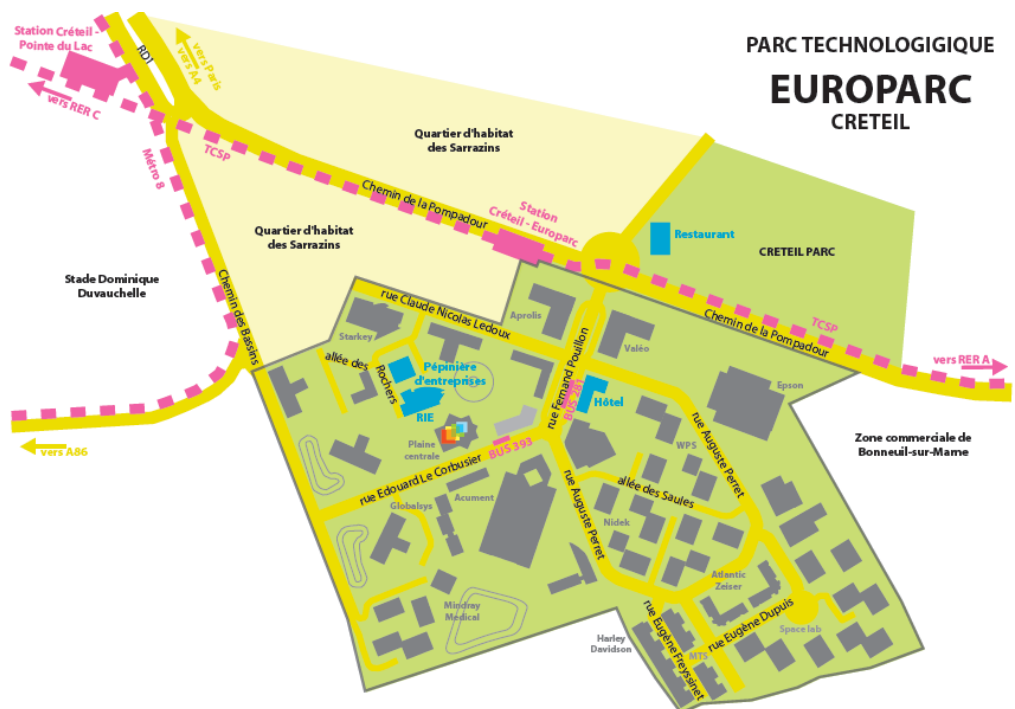 PARC TECHNOLOGIGIQUE
EUROPARC
CRETEIL
Station Créteil -
Pointe du Lac
RD1
vers Paris
vers A4
vers RER C
Métro 8
TCSP
Quartier d'habitat
des Sarrazins
Chemin de la Pompadour
Station
Créteil - Europarc
Restaurant
Quartier d'habitat
des Sarrazins
CRETEIL PARC
Stade Dominique
Duvauchelle
Chemin des Bassins
rue Claude Nicolas Ledoux
Aprolis
Starkey
Valéo
Chemin de la Pompadour
TCSP
vers RER A
allée des
Rochers
Pépinière
d'entreprises
RIE
rue Fernand Pouillon
BUS 281
Hôtel
Epson
Plaine
centrale
BUS 393
rue Edouard Le Corbusier
WPS
rue Auguste Perret
Zone commerciale de
Bonneuil-sur-Marne
vers A86
Globalsys
Acument
allée des Saules
rue Auguste Perret
Nidek
Atlantic
Zeiser
Mindray
Médical
Harley
Davidson
rue Eugène Freyssinet
MTS
rue Eugène Dupuis
Space lab